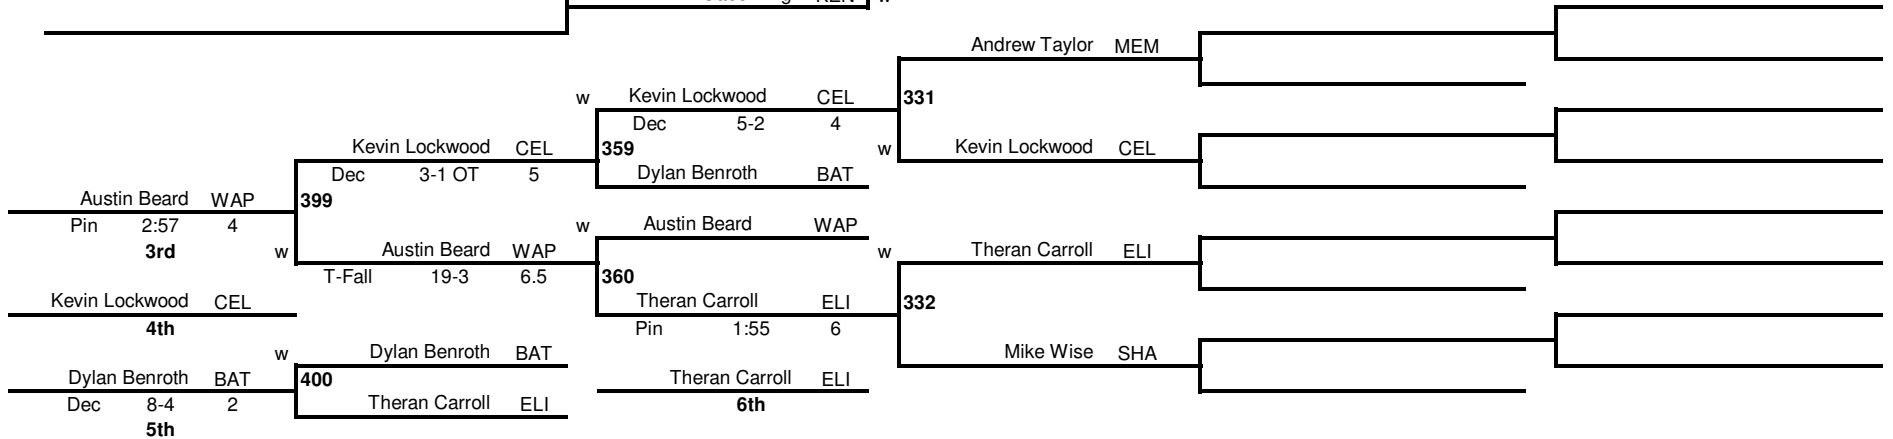 Andrew Taylor MEM
w Kevin Lockwood CEL 331
Dec 5-2 4
Kevin Lockwood CEL 359 w Kevin Lockwood CEL
Dec 3-1 OT 5 Dylan Benroth BAT
Austin Beard WAP 399
Pin 2:57 4 w Austin Beard WAP
3rd w Austin Beard WAP w Theran Carroll ELI
T-Fall 19-3 6.5 360
Kevin Lockwood CEL Theran Carroll ELI 332
4th Pin 1:55 6
w Dylan Benroth BAT Mike Wise SHA
Dylan Benroth BAT 400 Theran Carroll ELI
Dec 8-4 2 Theran Carroll ELI 6th
5th